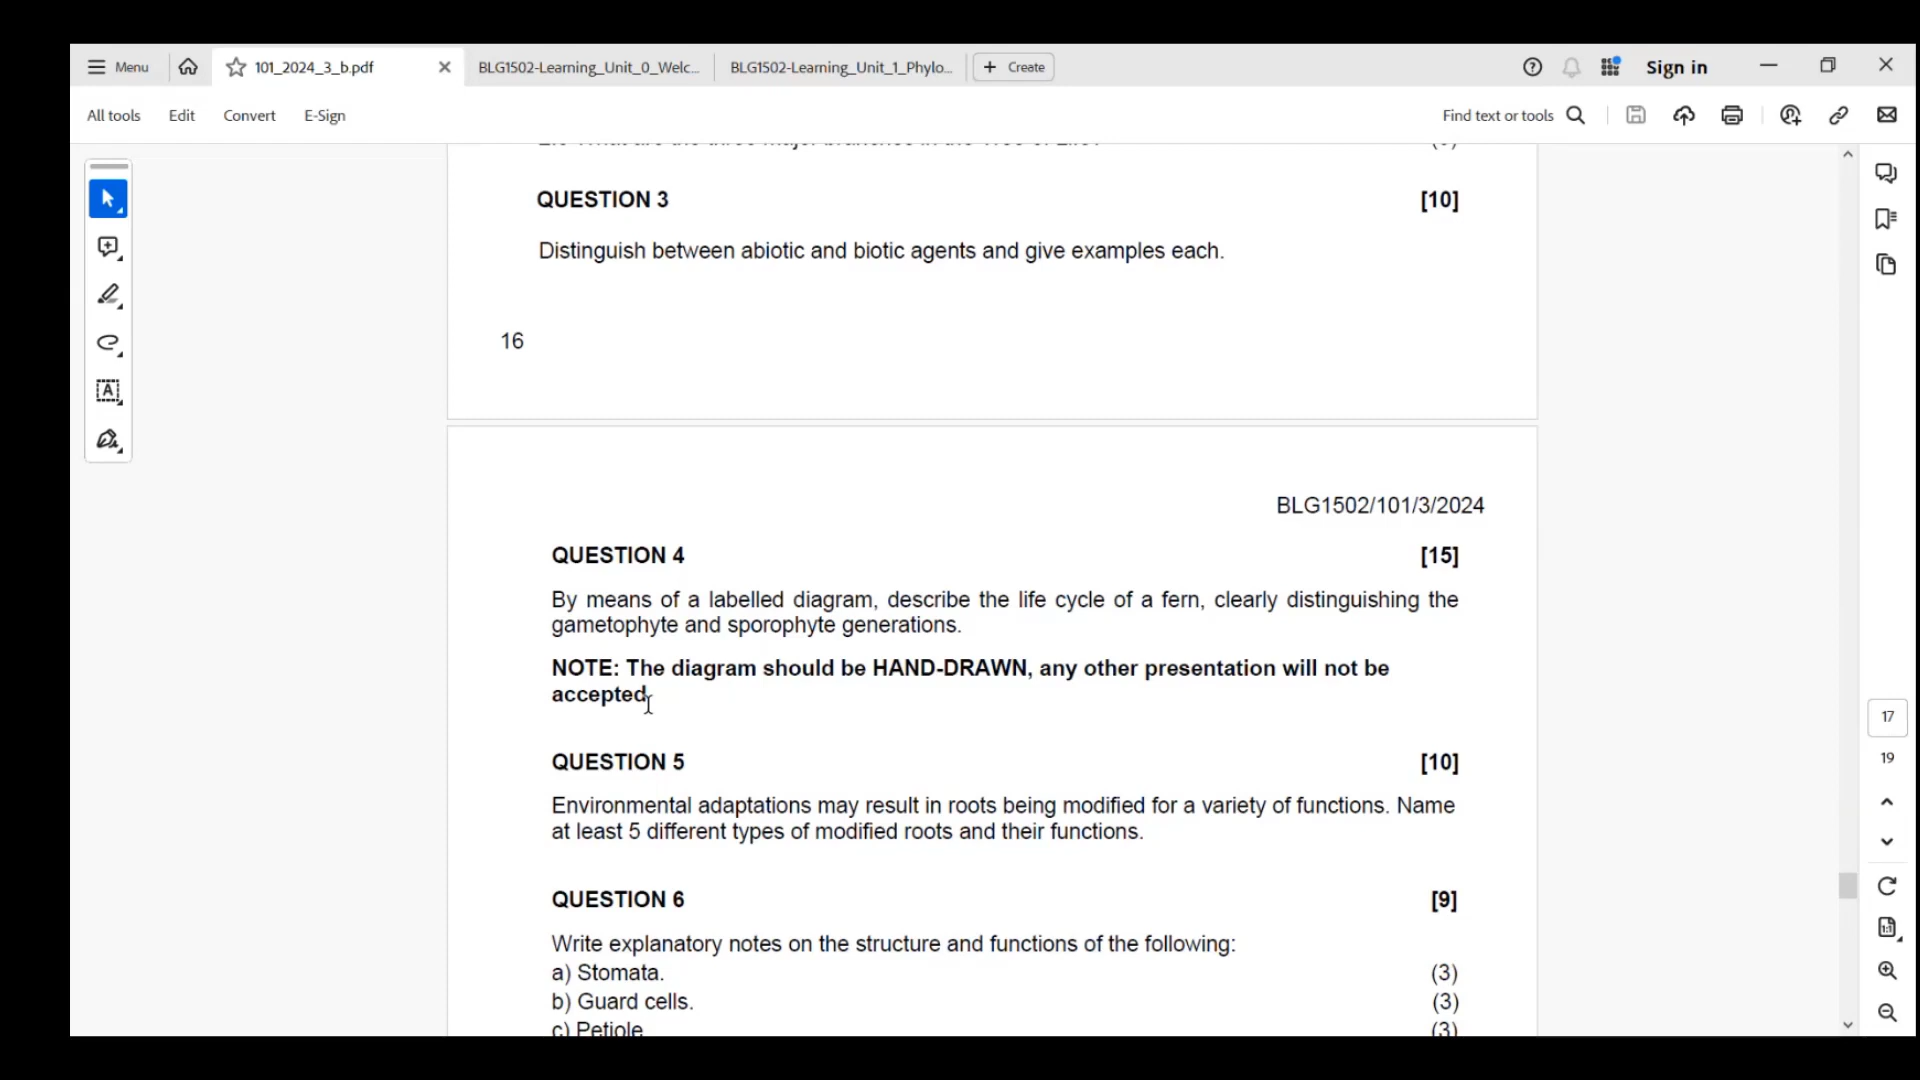 Menu
101_2024_3_b.pdf
BLG1502-Learning_Unit_0_Welc...
BLG1502-Learning_Unit_1_Phylo...
Create
Sign in
All tools
Edit
Convert
E-Sign
Find text or tools
QUESTION 3 [10]
Distinguish between abiotic and biotic agents and give examples each.
16
BLG1502/101/3/2024
QUESTION 4 [15]
By means of a labelled diagram, describe the life cycle of a fern, clearly distinguishing the
gametophyte and sporophyte generations.
NOTE: The diagram should be HAND-DRAWN, any other presentation will not be
accepted
QUESTION 5 [10]
Environmental adaptations may result in roots being modified for a variety of functions. Name
at least 5 different types of modified roots and their functions.
QUESTION 6 [9]
Write explanatory notes on the structure and functions of the following:
a) Stomata. (3)
b) Guard cells. (3)
c) Petiole (3)
17
19